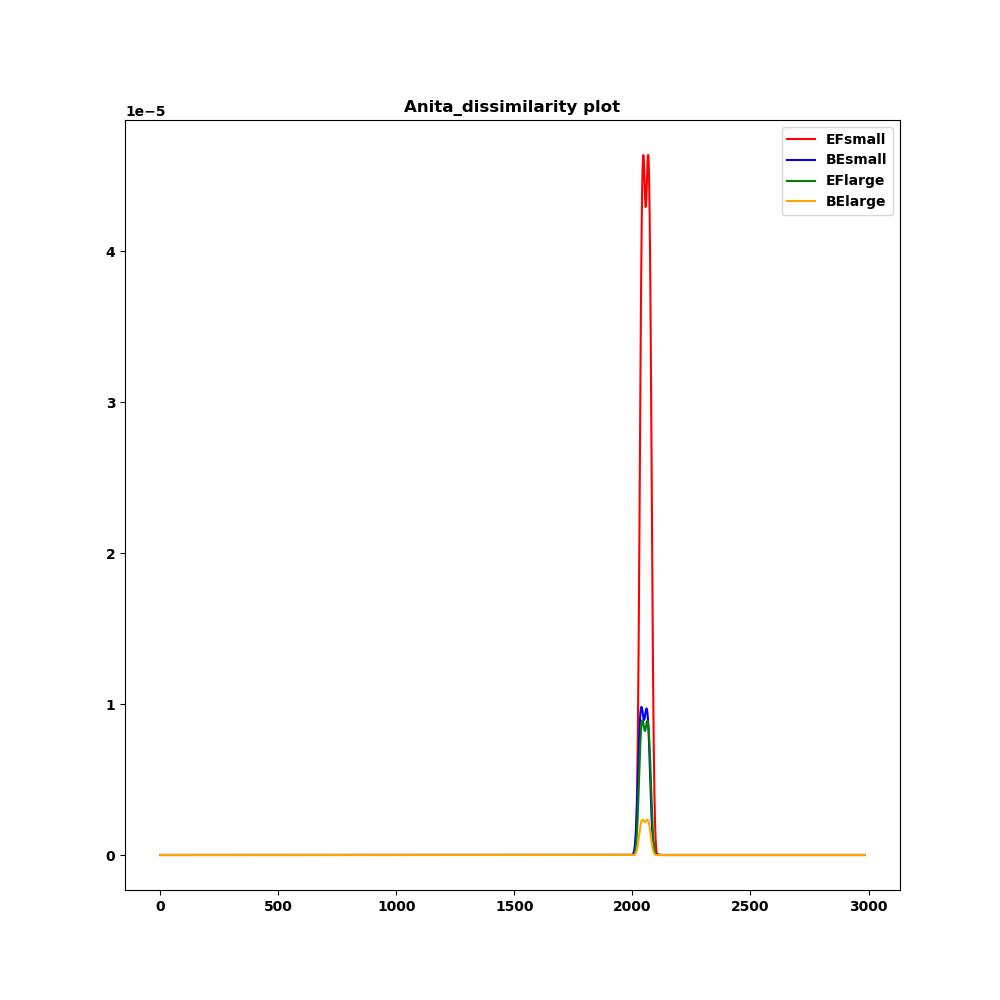 Anita_dissimilarity plot
1e−5
EFsmall
BEsmall
EFlarge
BElarge
4
3
2
1
0
0 500 1000 1500 2000 2500 3000